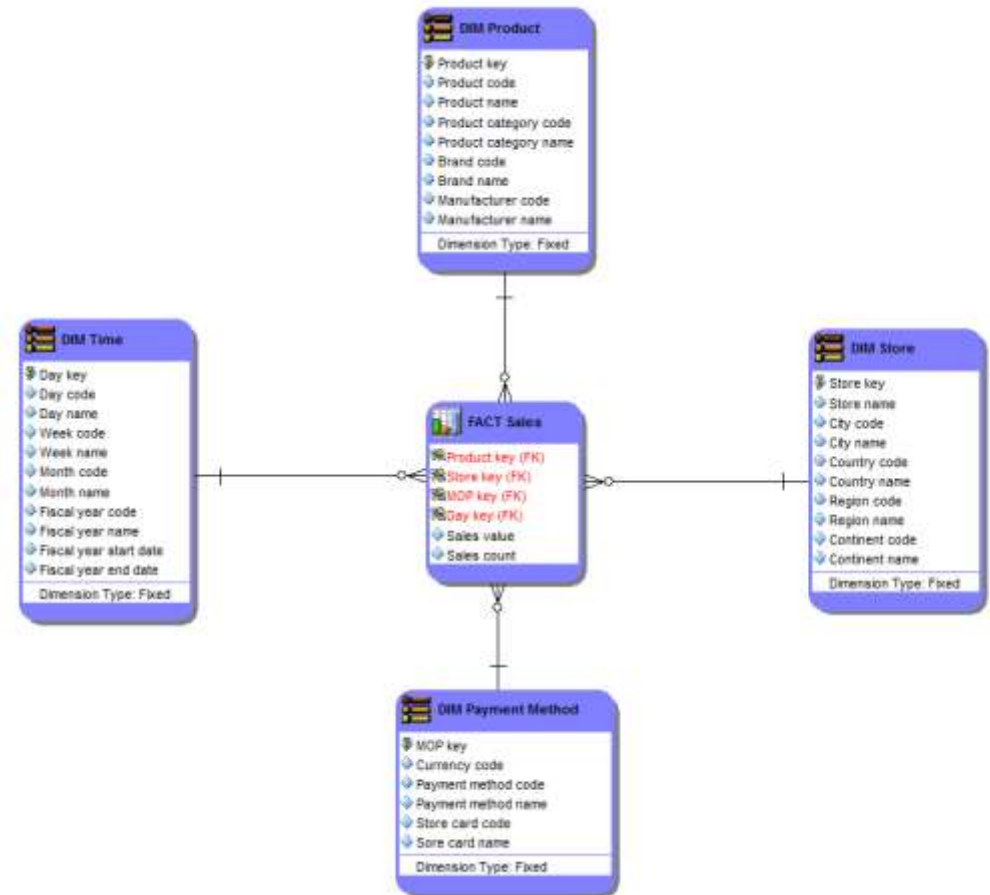 DIM Product
Product key
Product code
Product name
Product category code
Product category name
Brand code
Brand name
Manufacturer code
Manufacturer name
Dimension Type: Fixed
DIM Time
Day key
Day code
Day name
Week code
Week name
Month code
Month name
Fiscal year code
Fiscal year name
Fiscal year start date
Fiscal year end date
Dimension Type: Fixed
FACT Sales
Product key (FK)
Store key (FK)
MOP key (FK)
Day key (FK)
Sales value
Sales count
DIM Store
Store key
Store name
City code
City name
Country code
Country name
Region code
Region name
Continent code
Continent name
Dimension Type: Fixed
DIM Payment Method
MOP key
Currency code
Payment method code
Payment method name
Store card code
Sore card name
Dimension Type: Fixed